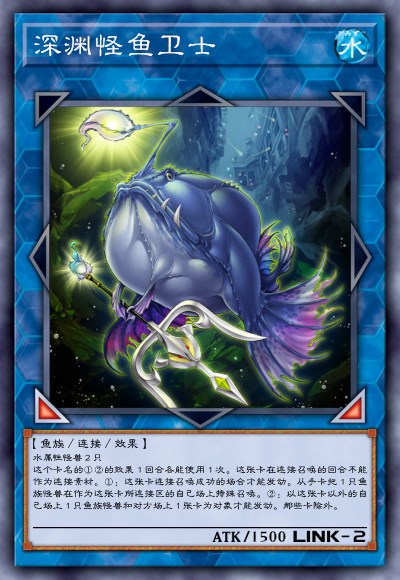 深渊怪鱼卫士
水
【鱼族／连接／效果】
水属性怪兽２只
这个卡名的①②的效果１回合各能使用１次。这张卡在连接召唤的回合不能
作为连接素材。①：这张卡连接召唤成功的场合才能发动。从手卡把１只鱼
族怪兽在作为这张卡所连接区的自己场上特殊召唤。②：以这张卡以外的自己
场上１只鱼族怪兽和对方场上１张卡为对象才能发动。那些卡除外。
ATK/1500 LINK-2